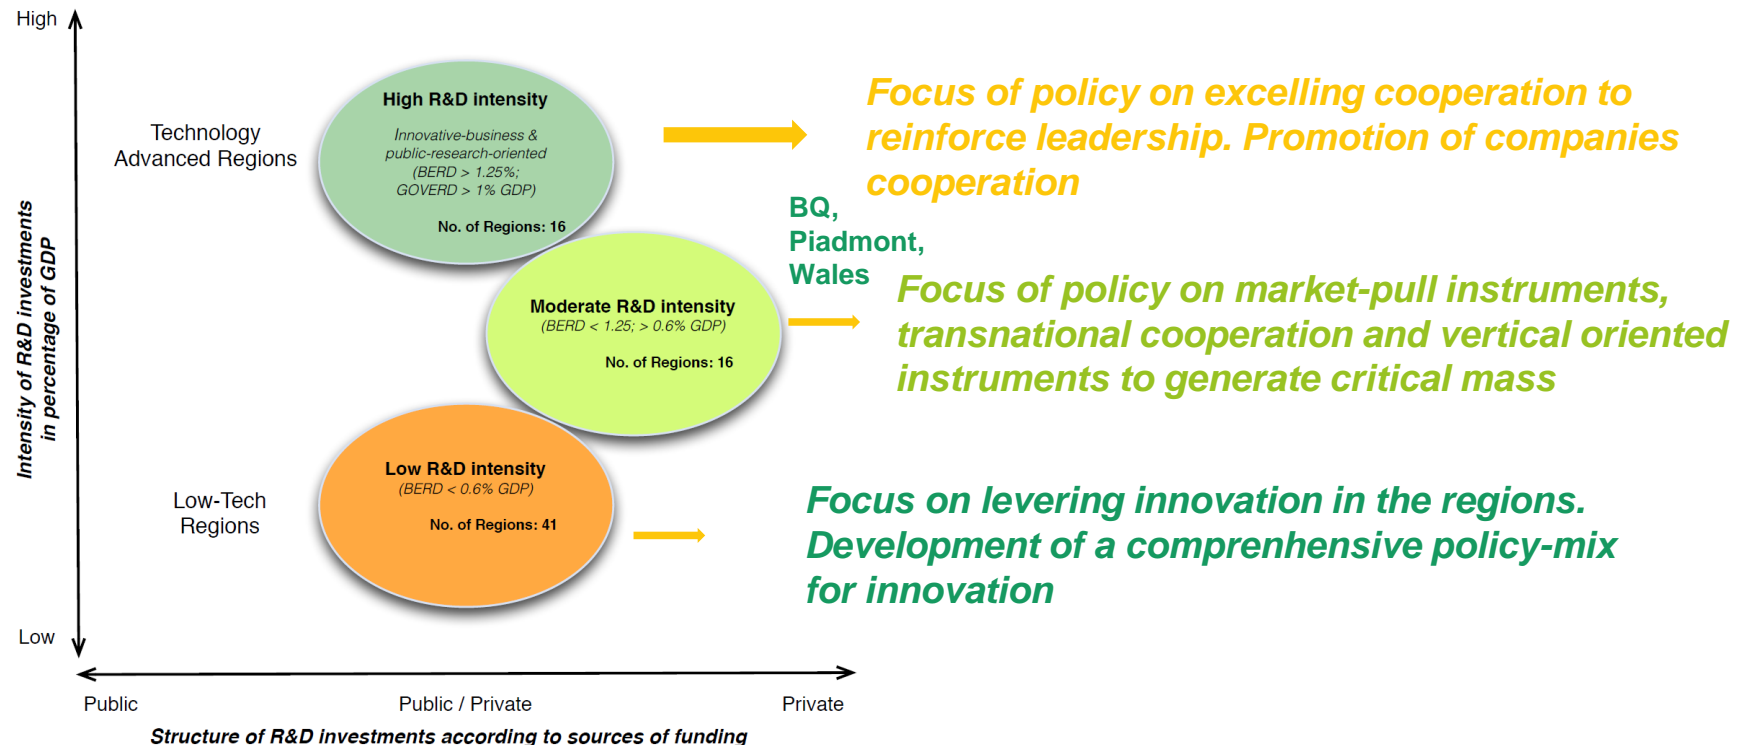 High
High R&D intensity
Innovative-business &
public-research-oriented
(BERD > 1.25%;
GOVERD > 1% GDP)
No. of Regions: 16
Technology
Advanced Regions
Focus of policy on excelling cooperation to
reinforce leadership. Promotion of companies
cooperation
BQ,
Piadmont,
Wales
Intensity of R&D investments
in percentage of GDP
Moderate R&D intensity
(BERD < 1.25; > 0.6% GDP)
No. of Regions: 16
Focus of policy on market-pull instruments,
transnational cooperation and vertical oriented
instruments to generate critical mass
Low R&D intensity
(BERD < 0.6% GDP)
No. of Regions: 41
Low-Tech
Regions
Focus on levering innovation in the regions.
Development of a comprenhensive policy-mix
for innovation
Low
Public
Public / Private
Private
Structure of R&D investments according to sources of funding